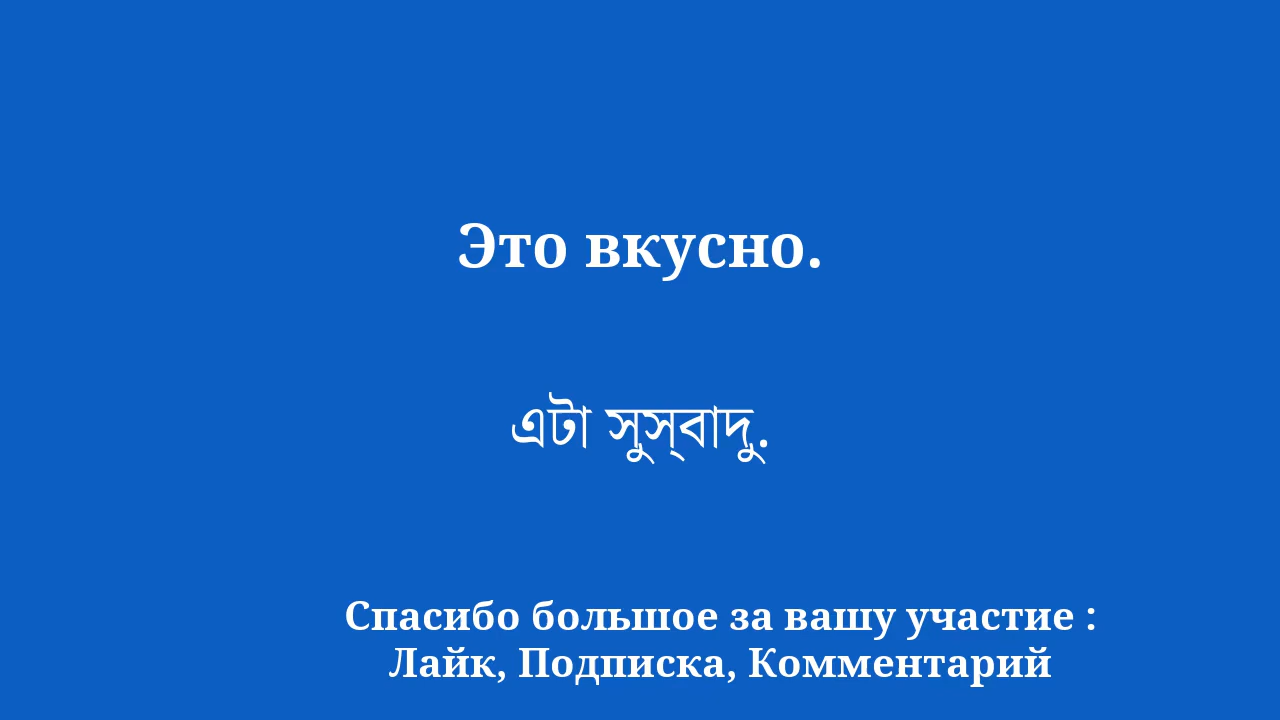 Это вкусно.
এটা সুস্বাদু.
Спасибо большое за вашу участие :
Лайк, Подписка, Комментарий